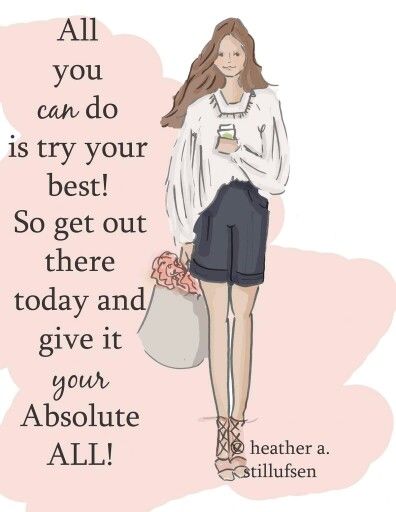 All
you
can do
is try your
best!
So get out
there
today and
give it
your
Absolute
ALL!
© heather a.
stillufsen